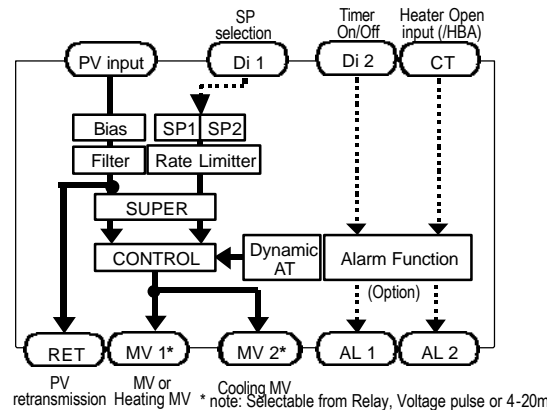 SP
selection
Timer
On/Off
Heater Open
input (/HBA)
PV input
Di 1
Di 2
CT
Bias
SP1
SP2
Filter
Rate Limitter
SUPER
CONTROL
Dynamic
AT
Alarm Function
(Option)
RET
MV 1*
MV 2*
AL 1
AL 2
PV
retransmission
MV or
Heating MV
Cooling MV
* note: Selectable from Relay, Voltage pulse or 4-20m